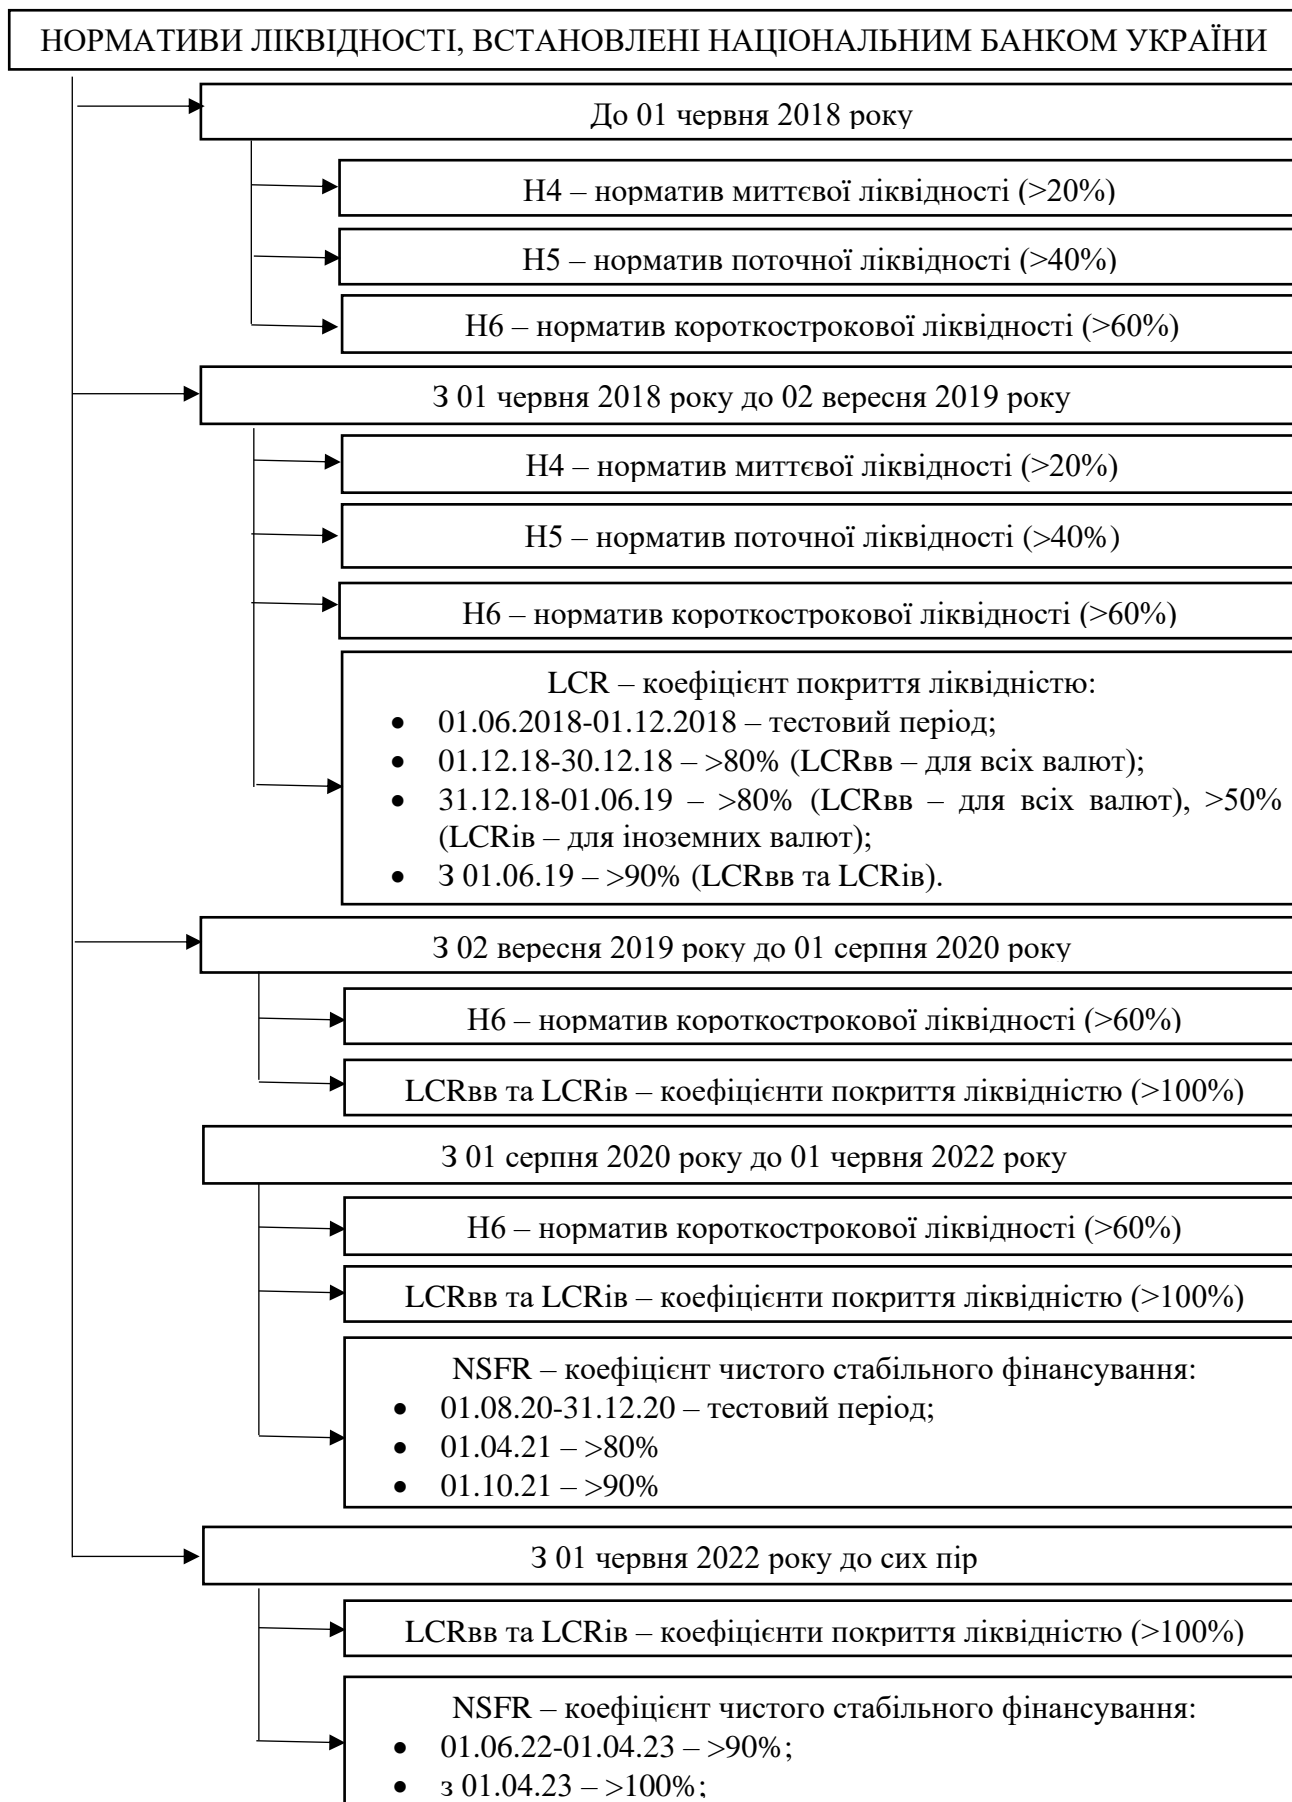 НОРМАТИВИ ЛІКВІДНОСТІ, ВСТАНОВЛЕНІ НАЦІОНАЛЬНИМ БАНКОМ УКРАЇНИ
До 01 червня 2018 року
Н4 – норматив миттєвої ліквідності (>20%)
Н5 – норматив поточної ліквідності (>40%)
Н6 – норматив короткострокової ліквідності (>60%)
З 01 червня 2018 року до 02 вересня 2019 року
Н4 – норматив миттєвої ліквідності (>20%)
Н5 – норматив поточної ліквідності (>40%)
Н6 – норматив короткострокової ліквідності (>60%)
LCR – коефіцієнт покриття ліквідністю:
• 01.06.2018-01.12.2018 – тестовий період;
• 01.12.18-30.12.18 – >80% (LCRвв – для всіх валют);
• 31.12.18-01.06.19 – >80% (LCRвв – для всіх валют), >50%
(LCRів – для іноземних валют);
• З 01.06.19 – >90% (LCRвв та LCRів).
З 02 вересня 2019 року до 01 серпня 2020 року
Н6 – норматив короткострокової ліквідності (>60%)
LCRвв та LCRів – коефіцієнти покриття ліквідністю (>100%)
З 01 серпня 2020 року до 01 червня 2022 року
Н6 – норматив короткострокової ліквідності (>60%)
LCRвв та LCRів – коефіцієнти покриття ліквідністю (>100%)
NSFR – коефіцієнт чистого стабільного фінансування:
• 01.08.20-31.12.20 – тестовий період;
• 01.04.21 – >80%
• 01.10.21 – >90%
З 01 червня 2022 року до сих пір
LCRвв та LCRів – коефіцієнти покриття ліквідністю (>100%)
NSFR – коефіцієнт чистого стабільного фінансування:
• 01.06.22-01.04.23 – >90%;
• з 01.04.23 – >100%;